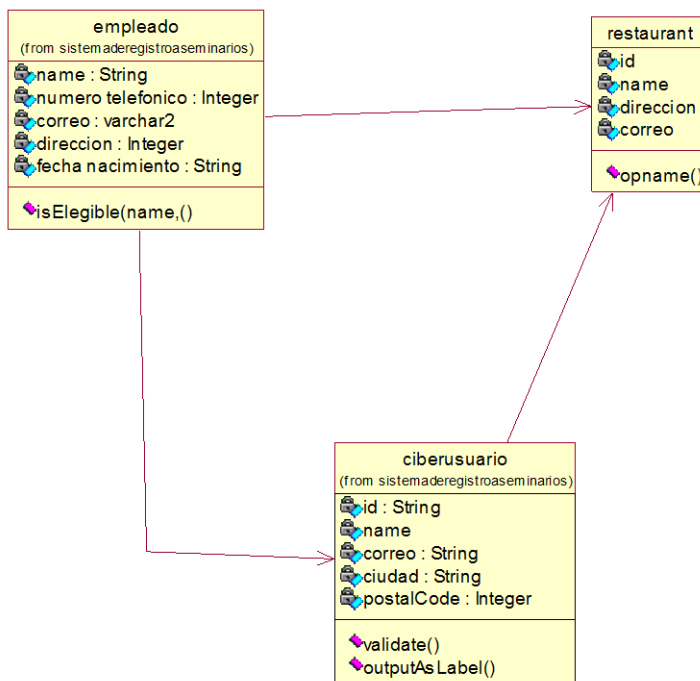 empleado
(from sistemaderegistroaseminarios)
name : String
numero telefonico : Integer
correo : varchar2
direccion : Integer
fecha nacimiento : String
isElegible(name,()
restaurant
id
name
direccion
correo
opname()
ciberusuario
(from sistemaderegistroaseminarios)
id : String
name
correo : String
ciudad : String
postalCode : Integer
validate()
outputAsLabel()